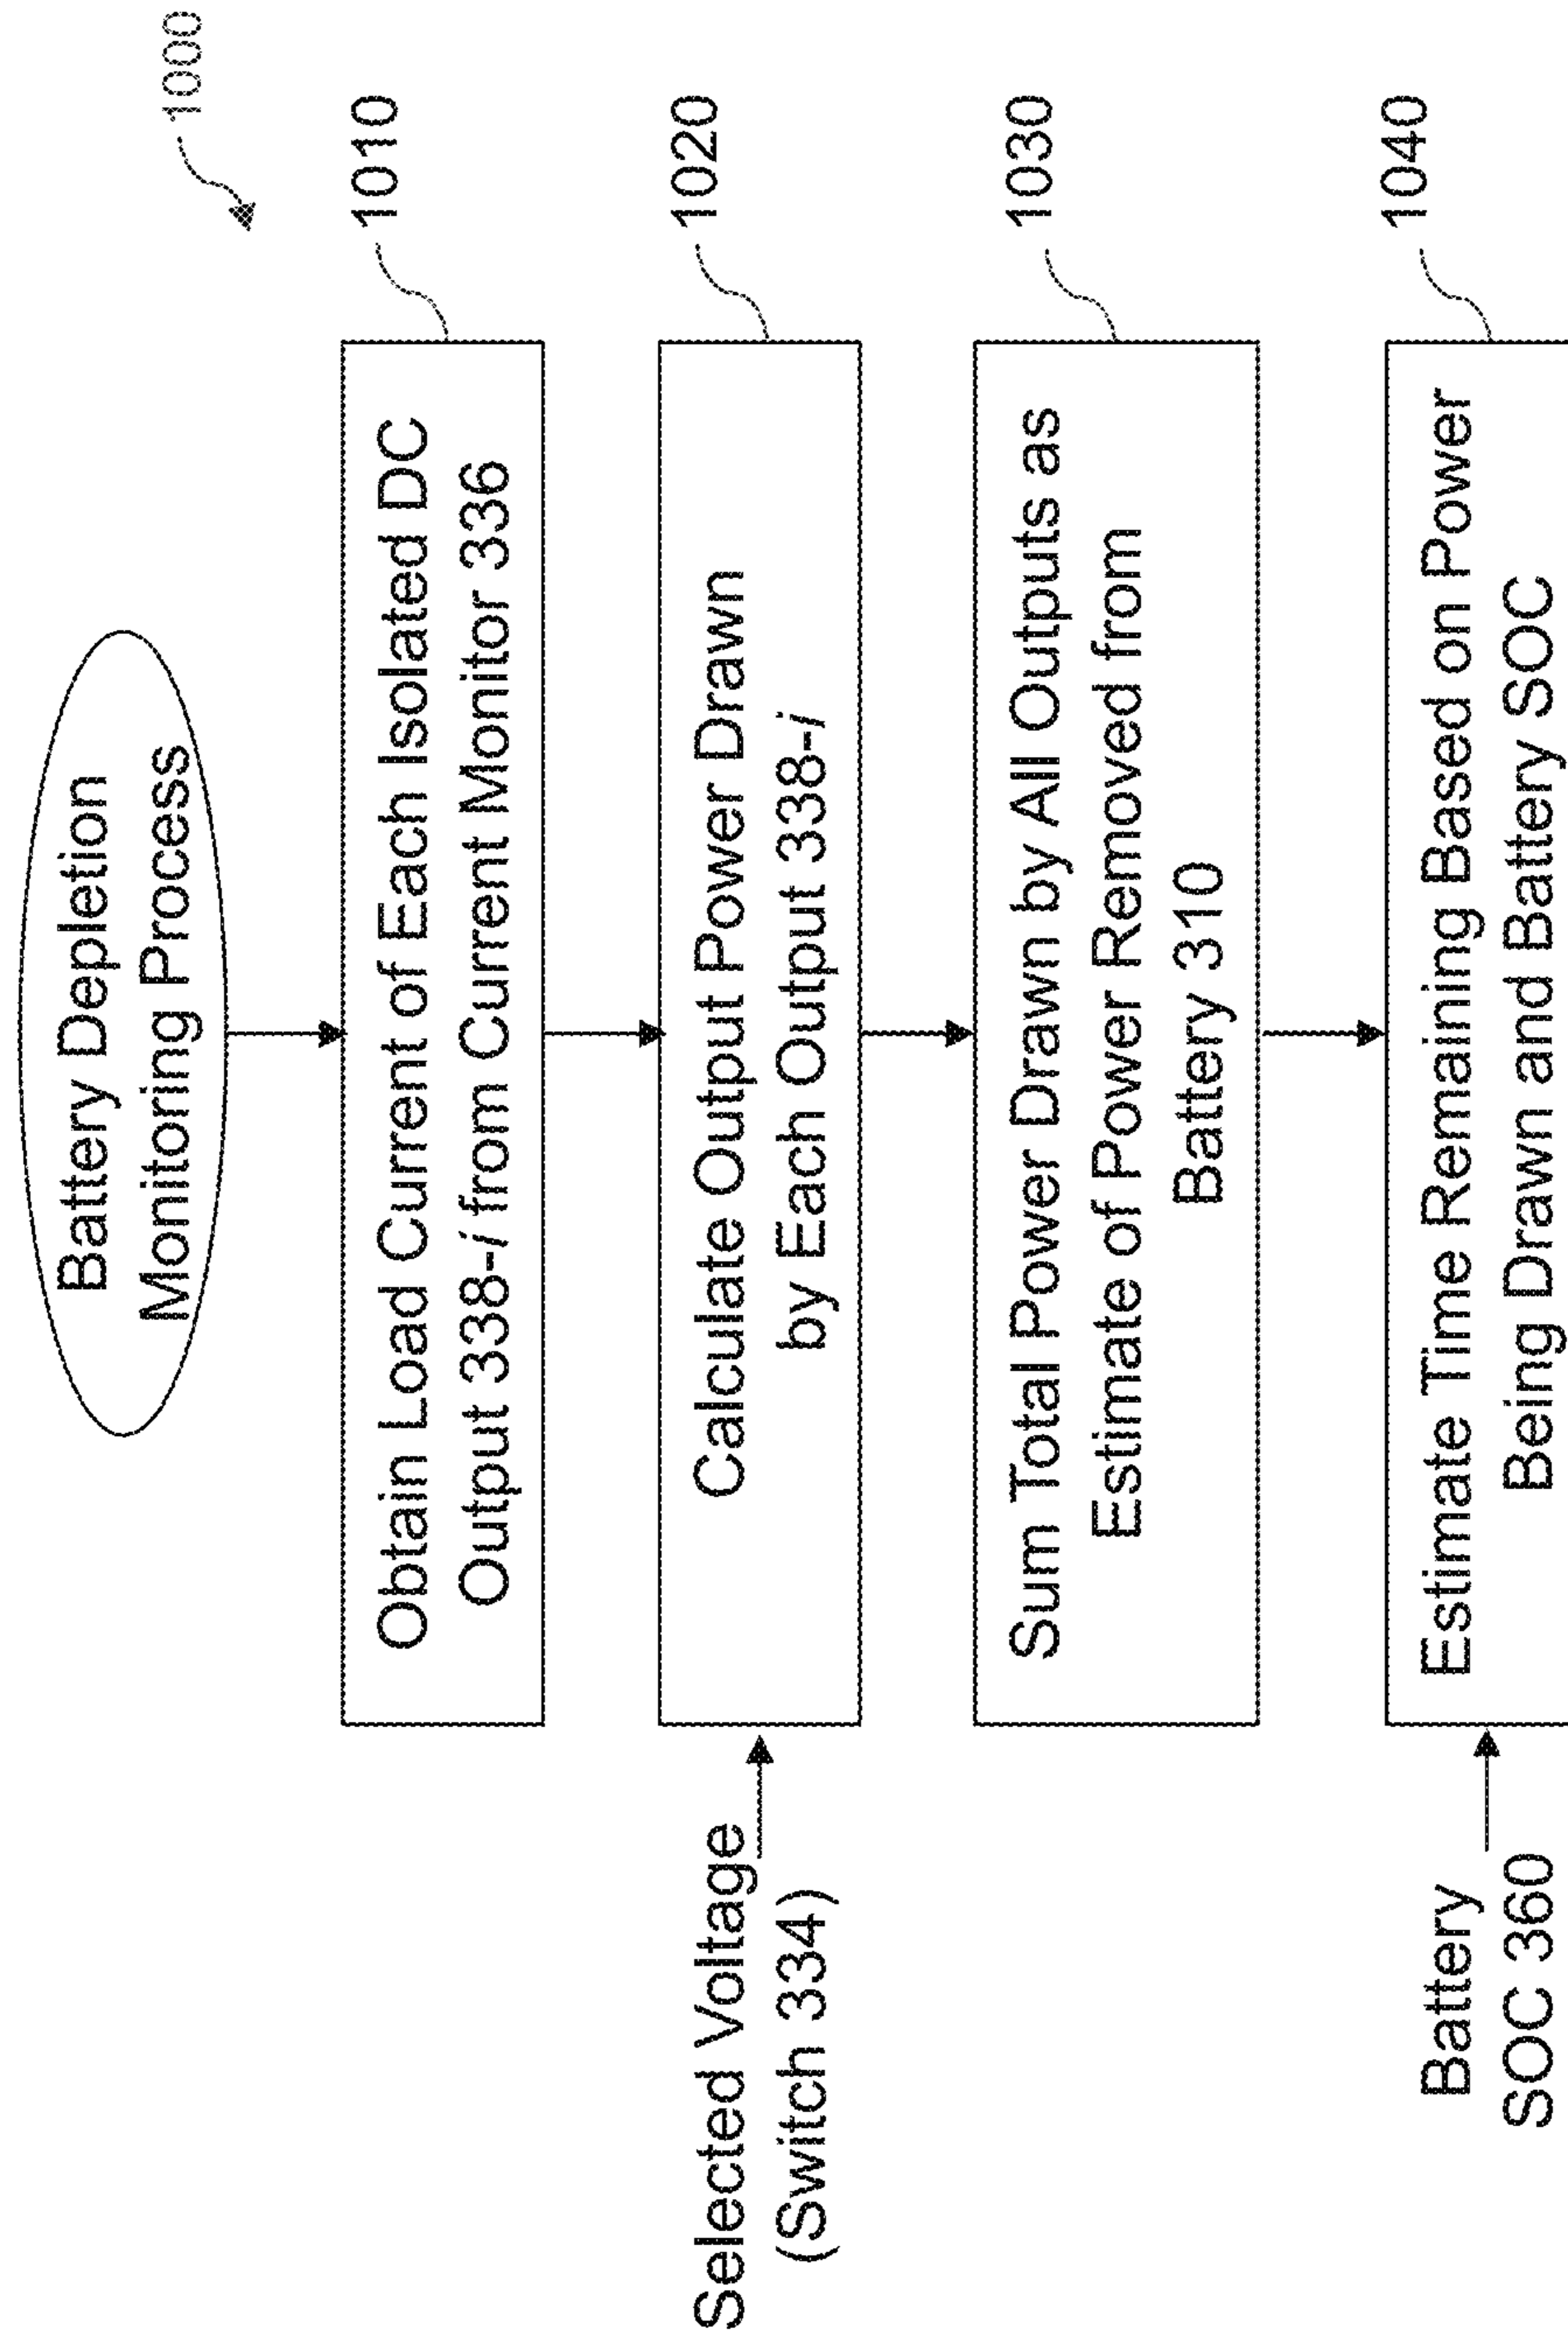 1000
Battery Depletion
Monitoring Process
1010
Obtain Load Current of Each Isolated DC
Output 338-i from Current Monitor 336
1020
Selected Voltage
(Switch 334)
Calculate Output Power Drawn
by Each Output 338-i
1030
Sum Total Power Drawn by All Outputs as
Estimate of Power Removed from
Battery 310
1040
Battery
SOC 360
Estimate Time Remaining Based on Power
Being Drawn and Battery SOC